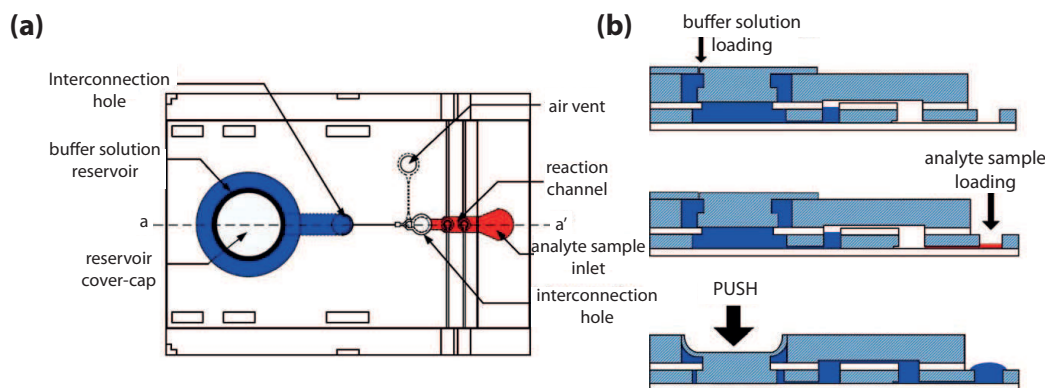 (a)
Interconnection
hole
buffer solution
reservoir
a
reservoir
cover-cap
air vent
reaction
channel
a'
analyte sample
inlet
interconnection
hole
(b)
buffer solution
loading
analyte sample
loading
PUSH